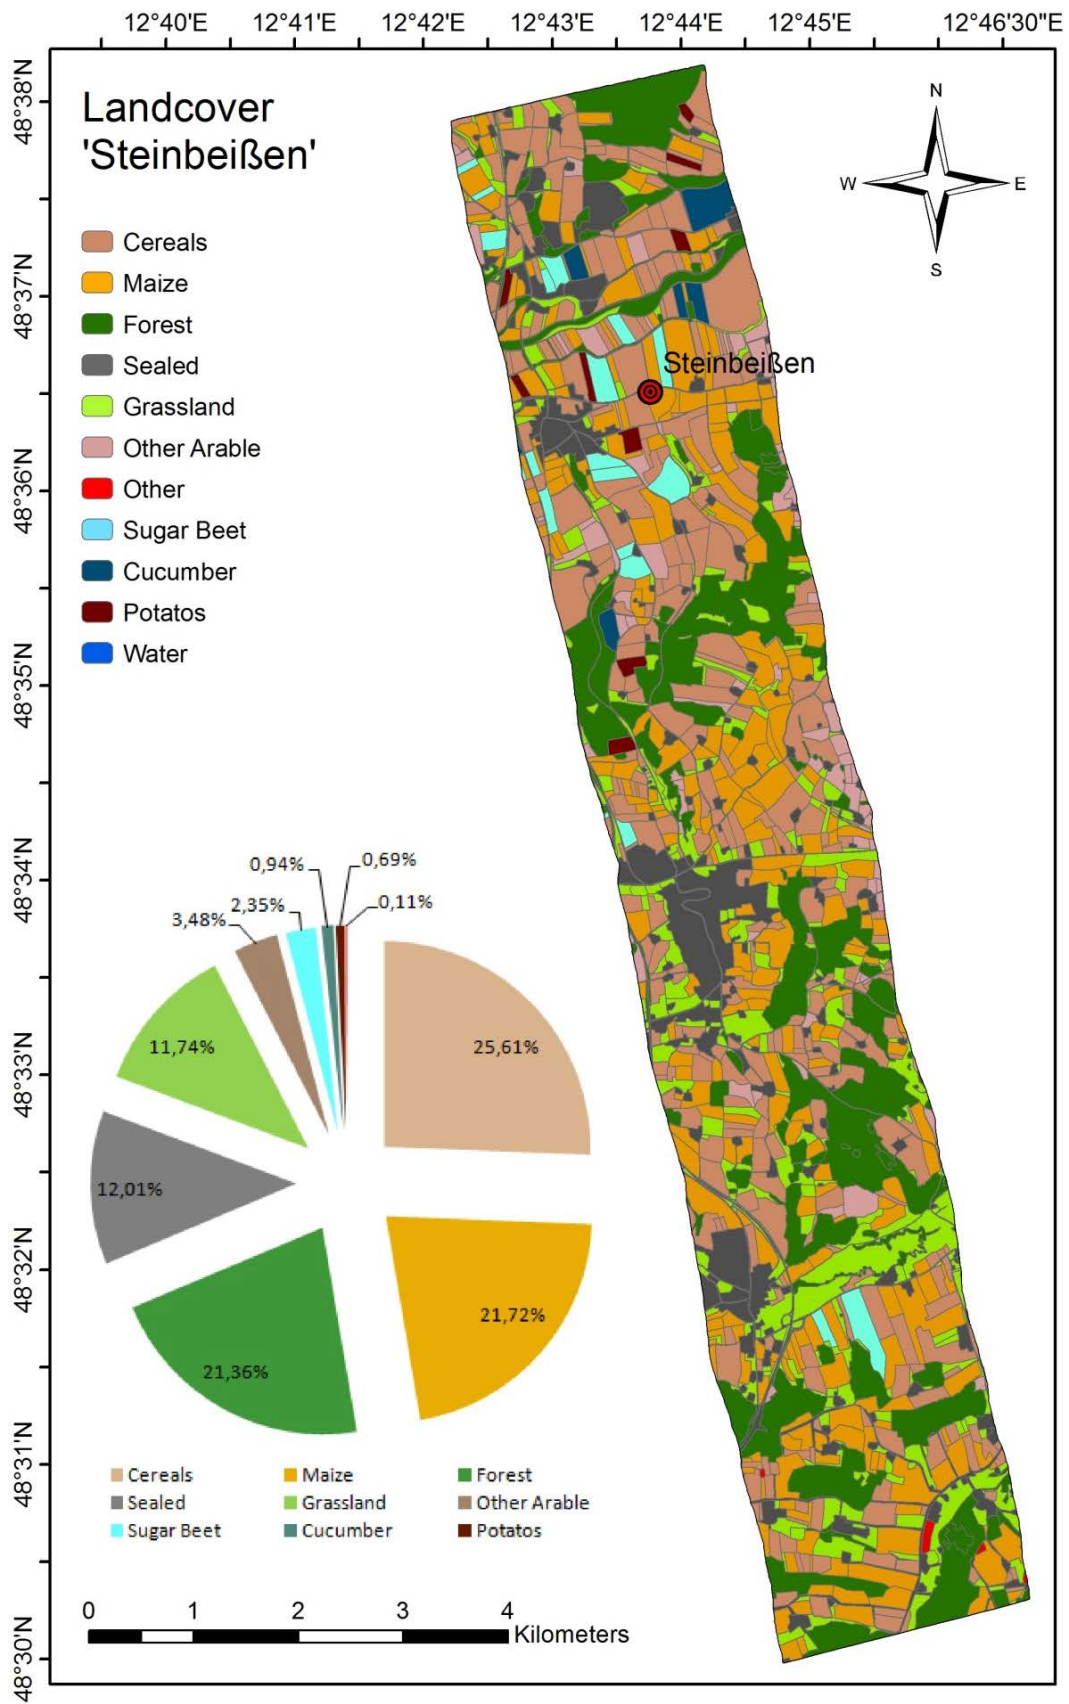 12°40'E 12°41'E 12°42'E 12°43'E 12°44'E 12°45'E 12°46'30"E
48°38'N
48°37'N
48°36'N
48°35'N
48°34'N
48°33'N
48°32'N
48°31'N
48°30'N
Landcover
'Steinbeißen'
N
W E
S
Cereals
Maize
Forest
Sealed
Grassland
Other Arable
Other
Sugar Beet
Cucumber
Potatos
Water
Steinbeißen
0,94% 0,69%
3,48% 2,35% 0,11%
11,74% 25,61%
12,01%
21,72%
21,36%
Cereals Maize Forest
Sealed Grassland Other Arable
Sugar Beet Cucumber Potatos
0 1 2 3 4
Kilometers